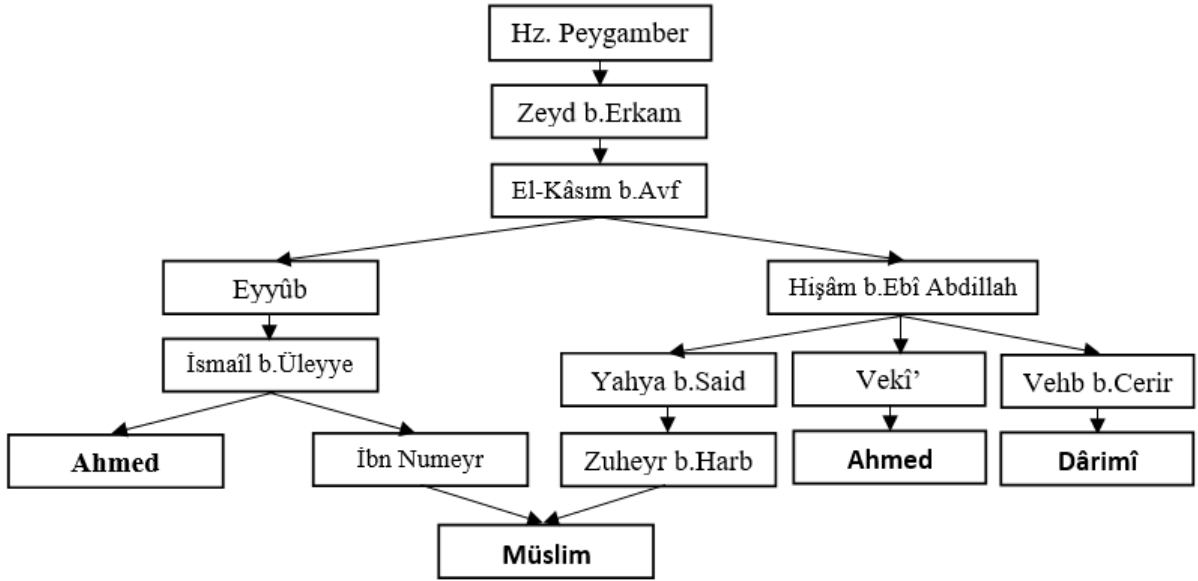 Hz. Peygamber
Zeyd b.Erkam
El-Kâsım b.Avf
Eyyûb
Hişâm b.Ebî Abdillah
İsmaîl b.Üleyye
Yahya b.Said
Vekî’
Vehb b.Cerir
Ahmed
İbn Numeyr
Zuheyr b.Harb
Ahmed
Dârimî
Müslim